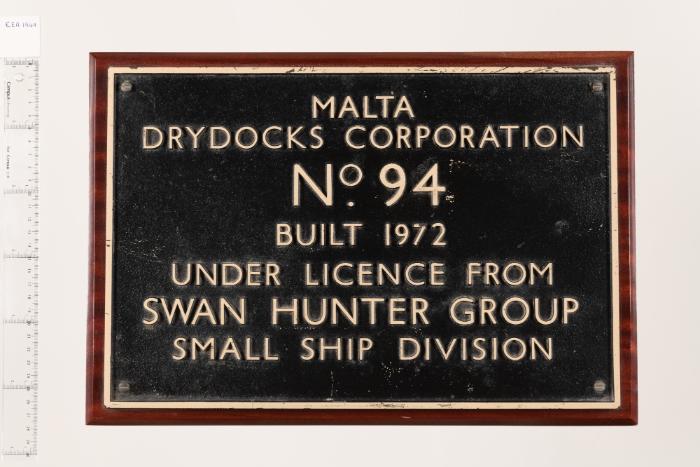 MALTA
DRYDOCKS CORPORATION
Nº. 94
BUILT 1972
UNDER LICENCE FROM
SWAN HUNTER GROUP
SMALL SHIP DIVISION